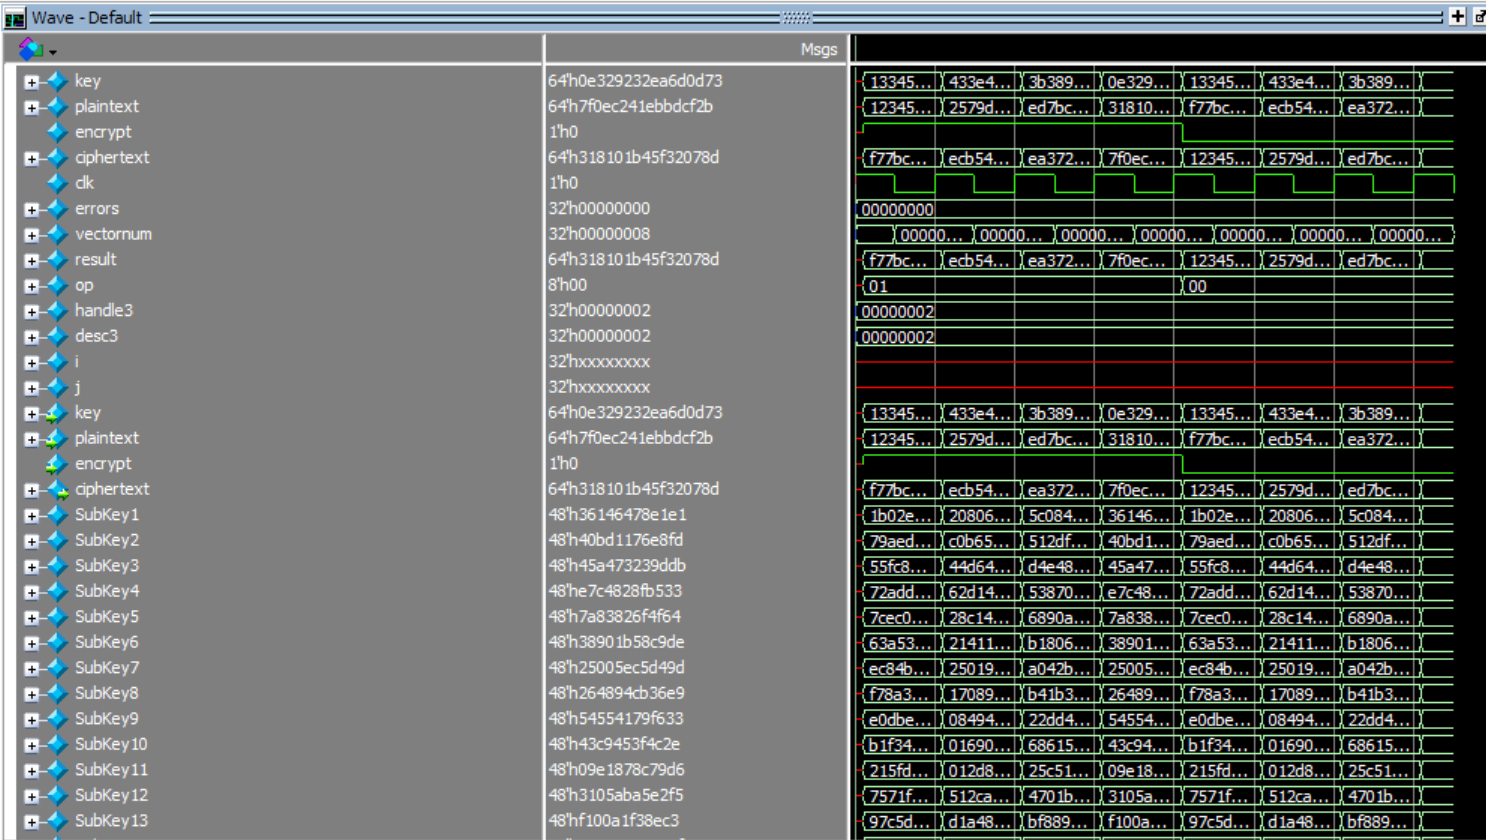 Wave - Default
Msgs
key 64'h0e329232ea6d0d73 13345... 433e4... 3b389... 0e329... 13345... 433e4... 3b389...
plaintext 64'h7f0ec241ebbdcf2b 12345... 2579d... ed7bc... 31810... f77bc... ecb54... ea372...
encrypt 1'h0
ciphertext 64'h318101b45f32078d f77bc... ecb54... ea372... 7f0ec... 12345... 2579d... ed7bc...
clk 1'h0
errors 32'h00000000 00000000
vectornum 32'h00000008 00000... 00000... 00000... 00000... 00000... 00000... 00000...
result 64'h318101b45f32078d f77bc... ecb54... ea372... 7f0ec... 12345... 2579d... ed7bc...
op 8'h00 01 00
handle3 32'h00000002 00000002
desc3 32'h00000002 00000002
i 32'hxxxxxxxx
j 32'hxxxxxxxx
key 64'h0e329232ea6d0d73 13345... 433e4... 3b389... 0e329... 13345... 433e4... 3b389...
plaintext 64'h7f0ec241ebbdcf2b 12345... 2579d... ed7bc... 31810... f77bc... ecb54... ea372...
encrypt 1'h0
ciphertext 64'h318101b45f32078d f77bc... ecb54... ea372... 7f0ec... 12345... 2579d... ed7bc...
SubKey1 48'h36146478e1e1 1b02e... 20806... 5c084... 36146... 1b02e... 20806... 5c084...
SubKey2 48'h40bd1176e8fd 79aed... c0b65... 512df... 40bd1... 79aed... c0b65... 512df...
SubKey3 48'h45a473239ddb 55fc8... 44d64... d4e48... 45a47... 55fc8... 44d64... d4e48...
SubKey4 48'he7c4828fb533 72add... 62d14... 53870... e7c48... 72add... 62d14... 53870...
SubKey5 48'h7a83826f4f64 7cec0... 28c14... 6890a... 7a838... 7cec0... 28c14... 6890a...
SubKey6 48'h38901b58c9de 63a53... 21411... b1806... 38901... 63a53... 21411... b1806...
SubKey7 48'h25005ec5d49d ec84b... 25019... a042b... 25005... ec84b... 25019... a042b...
SubKey8 48'h264894cb36e9 f78a3... 17089... b41b3... 26489... f78a3... 17089... b41b3...
SubKey9 48'h54554179f633 e0dbe... 08494... 22dd4... 54554... e0dbe... 08494... 22dd4...
SubKey10 48'h43c9453f4c2e b1f34... 01690... 68615... 43c94... b1f34... 01690... 68615...
SubKey11 48'h09e1878c79d6 215fd... 012d8... 25c51... 09e18... 215fd... 012d8... 25c51...
SubKey12 48'h3105aba5e2f5 7571f... 512ca... 4701b... 3105a... 7571f... 512ca... 4701b...
SubKey13 48'hf100a1f38ec3 97c5d... d1a48... bf889... f100a... 97c5d... d1a48... bf889...